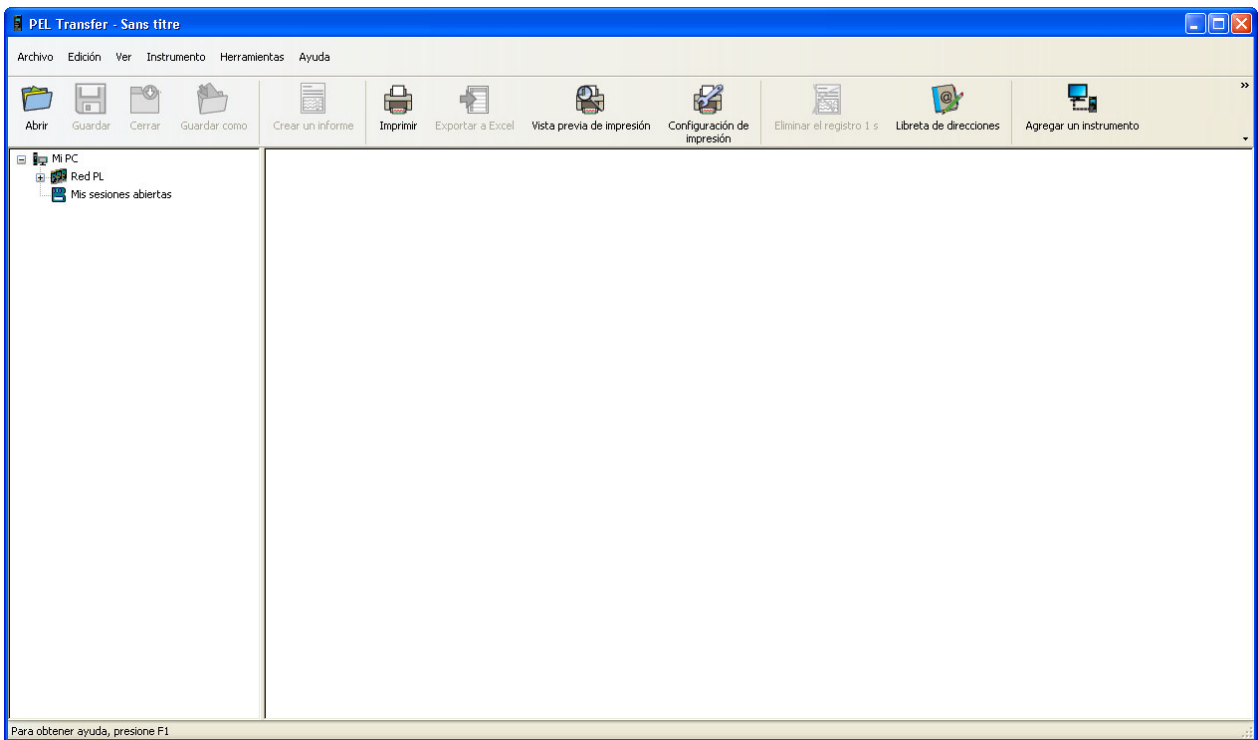 PEL Transfer - Sans titre
Archivo Edición Ver Instrumento Herramientas Ayuda
Abrir Guardar Cerrar Guardar como Crear un informe Imprimir Exportar a Excel Vista previa de impresión Configuración de impresión Eliminar el registro 1 s Libreta de direcciones Agregar un instrumento
Mi PC
Red PL
Mis sesiones abiertas
Para obtener ayuda, presione F1